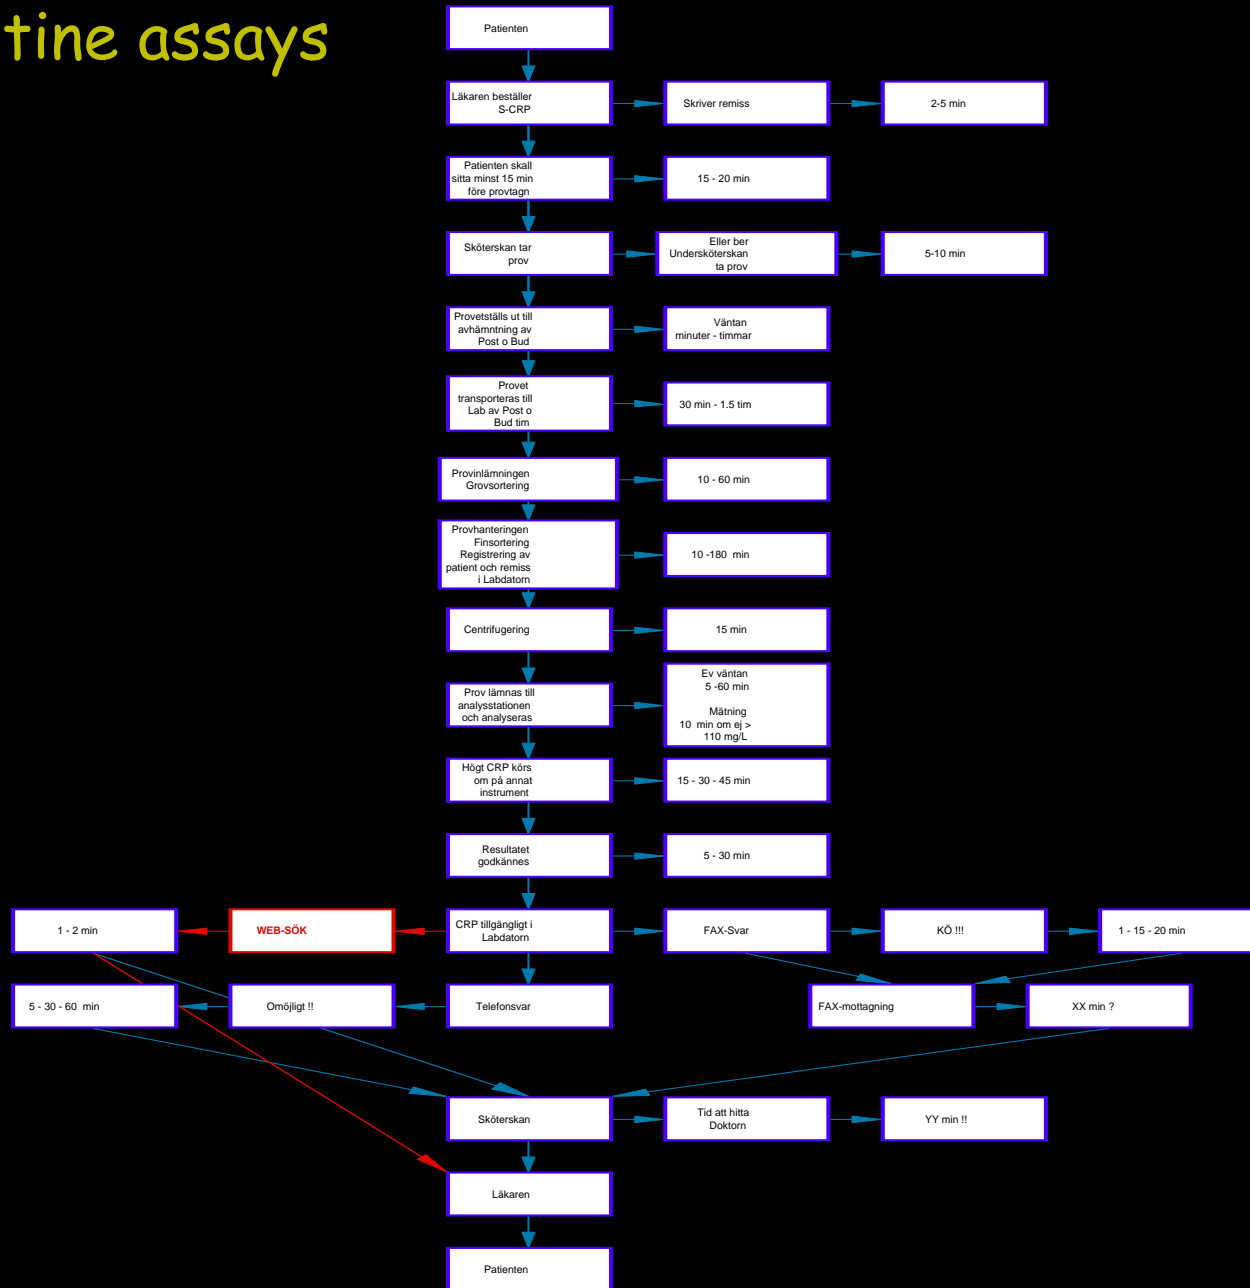 tine assays
Patienten
Läkaren beställer
S-CRP
Skriver remiss
2-5 min
Patienten skall
sitta minst 15 min
före provtagn
15 - 20 min
Sköterskan tar
prov
Eller ber
Undersköterskan
ta prov
5-10 min
Provetställs ut till
avhämntning av
Post o Bud
Väntan
minuter - timmar
Provet
transporteras till
Lab av Post o
Bud tim
30 min - 1.5 tim
Provinlämningen
Grovsortering
10 - 60 min
Provhanteringen
Finsortering
Registrering av
patient och remiss
i Labdatorn
10 -180  min
Centrifugering
15 min
Prov lämnas till
analysstationen
och analyseras
Ev väntan
5 -60 min
Mätning
10  min om ej >
110 mg/L
Högt CRP körs
om på annat
instrument
15 - 30 - 45 min
Resultatet
godkännes
5 - 30 min
1 - 2 min
WEB-SÖK
CRP tillgängligt i
Labdatorn
FAX-Svar
KÖ !!!
1 - 15 - 20 min
5 - 30 - 60  min
Omöjligt !!
Telefonsvar
FAX-mottagning
XX min ?
Sköterskan
Tid att hitta
Doktorn
YY min !!
Läkaren
Patienten